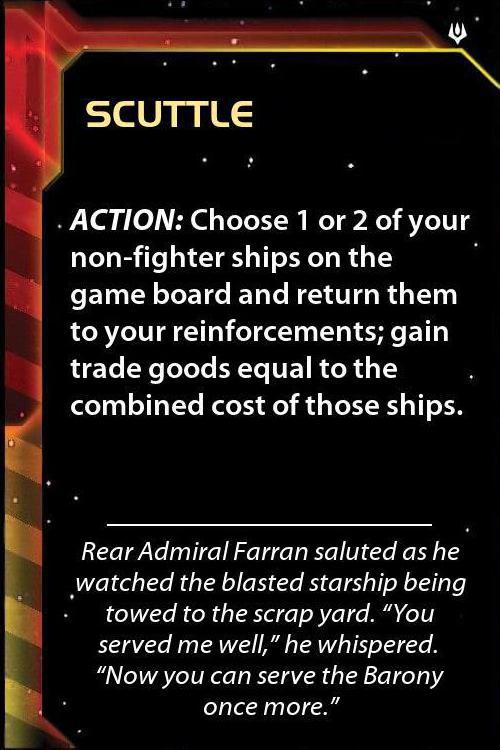 SCUTTLE
ACTION: Choose 1 or 2 of your
non-fighter ships on the
game board and return them
to your reinforcements; gain
trade goods equal to the
combined cost of those ships.
Rear Admiral Farran saluted as he
watched the blasted starship being
towed to the scrap yard. “You
served me well,” he whispered.
“Now you can serve the Barony
once more.”